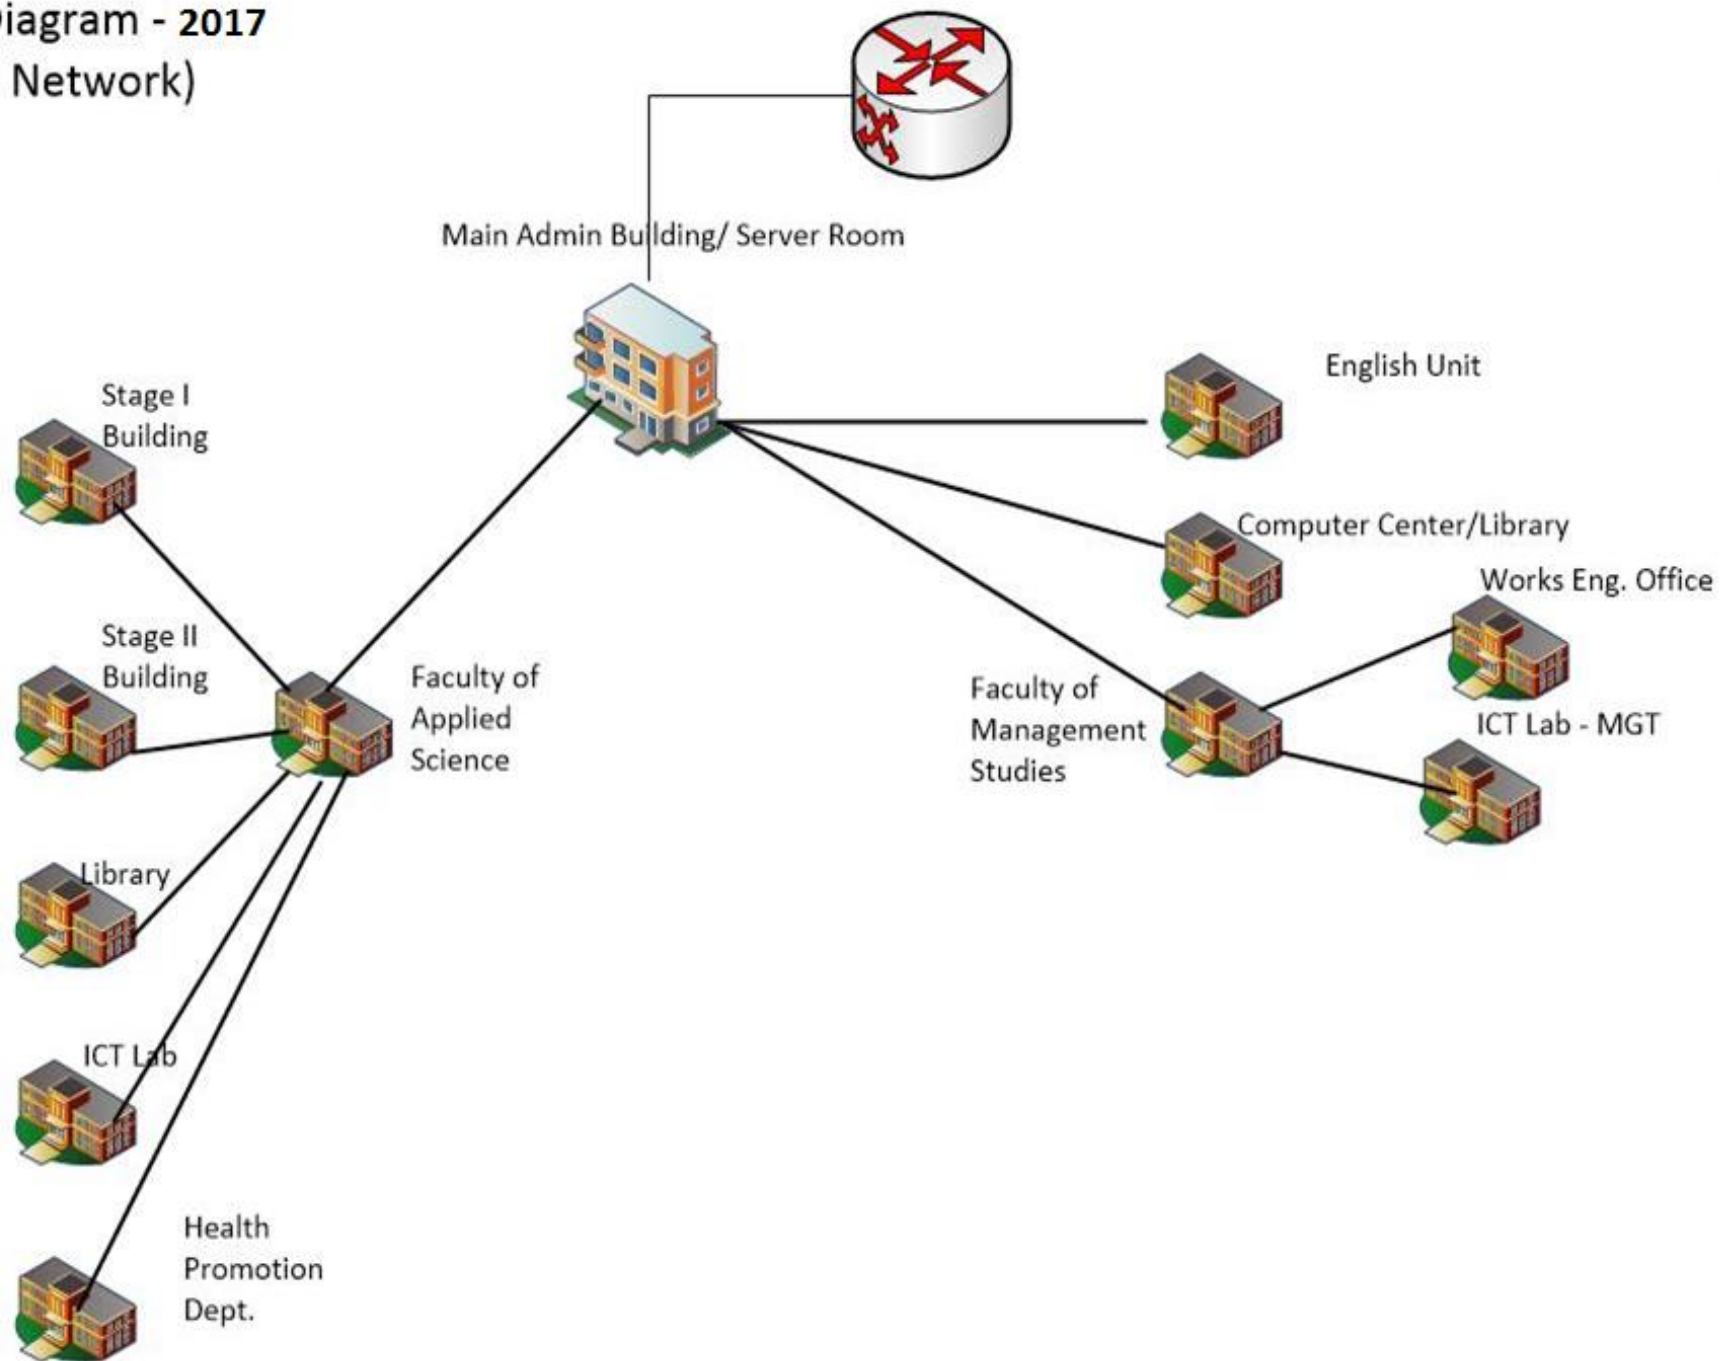 Diagram - 2017
Network)
Main Admin Building/ Server Room
English Unit
Stage I
Building
Computer Center/Library
Works Eng. Office
Stage II
Building
Faculty of
Applied
Science
Faculty of
Management
Studies
ICT Lab - MGT
Library
ICT Lab
Health
Promotion
Dept.